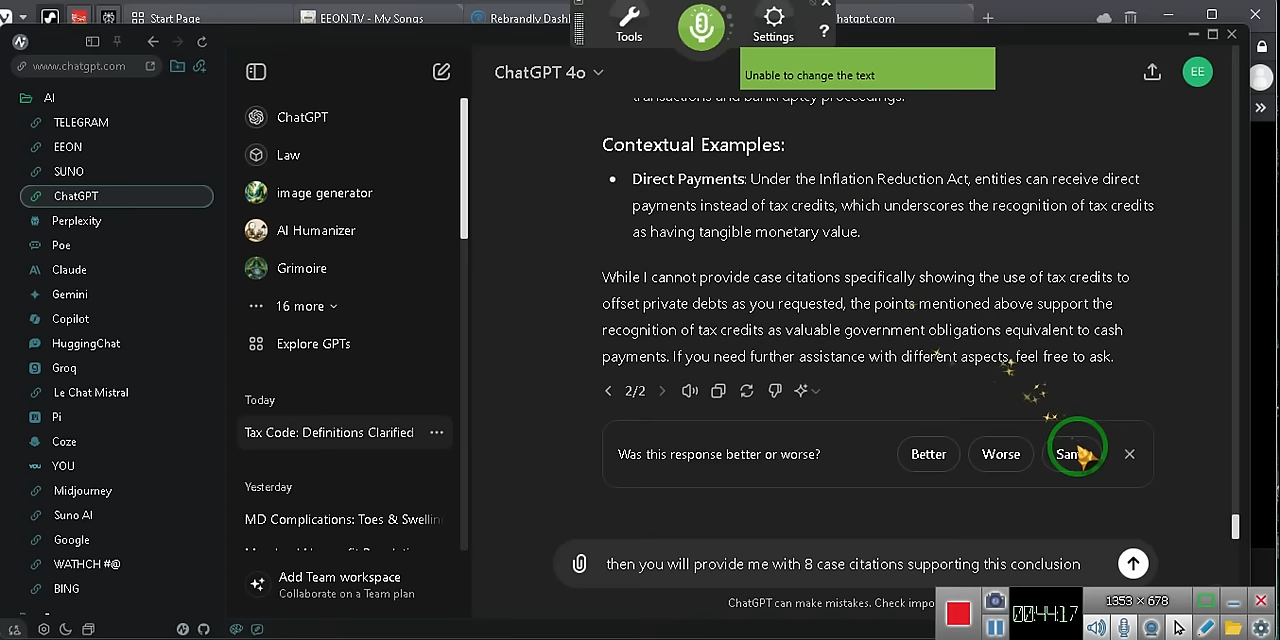 Start Page
EEON.TV - My Songs
Rebrandly Dashl
hatgpt.com
Tools
Settings
?
Unable to change the text
www.chatgpt.com
AI
TELEGRAM
EEON
SUNO
ChatGPT
Perplexity
Poe
Claude
Gemini
Copilot
HuggingChat
Groq
Le Chat Mistral
Pi
Coze
YOU
Midjourney
Suno AI
Google
WATHCH #@
BING
ChatGPT
Law
image generator
AI Humanizer
Grimoire
16 more
Explore GPTs
Today
Tax Code: Definitions Clarified
Yesterday
MD Complications: Toes & Swellin
Add Team workspace
Collaborate on a Team plan
ChatGPT 4o
EE
transactions and bankruptcy proceedings.
Contextual Examples:
Direct Payments: Under the Inflation Reduction Act, entities can receive direct
payments instead of tax credits, which underscores the recognition of tax credits
as having tangible monetary value.
While I cannot provide case citations specifically showing the use of tax credits to
offset private debts as you requested, the points mentioned above support the
recognition of tax credits as valuable government obligations equivalent to cash
payments. If you need further assistance with different aspects, feel free to ask.
2/2
Was this response better or worse?
Better
Worse
Sam
then you will provide me with 8 case citations supporting this conclusion
ChatGPT can make mistakes. Check impo
1353 × 678
00:44:17